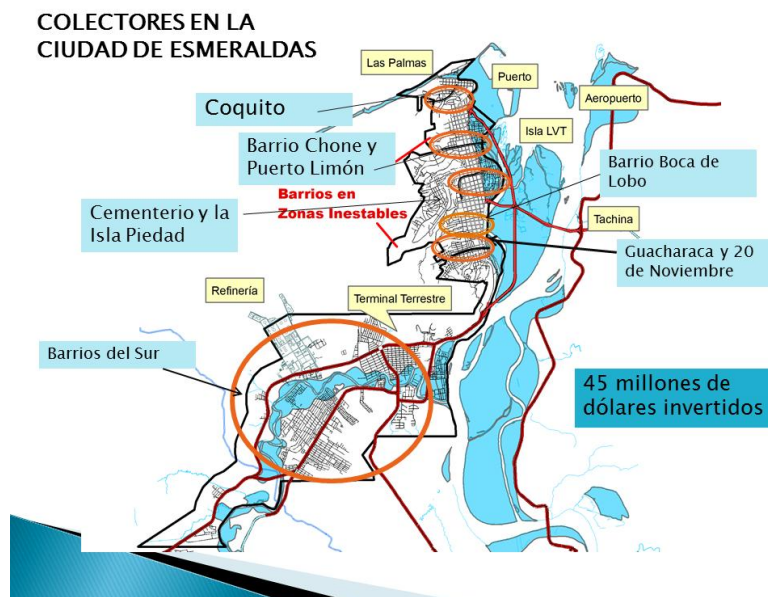 COLECTORES EN LA
CIUDAD DE ESMERALDAS
Las Palmas
Puerto
Aeropuerto
Coquito
Isla LVT
Barrio Chone y
Puerto Limón
Barrio Boca de
Lobo
Barrios en
Zonas Inestables
Cementerio y la
Isla Piedad
Tachina
Guacharaca y 20
de Noviembre
Refinería
Terminal Terrestre
Barrios del Sur
45 millones de
dólares invertidos